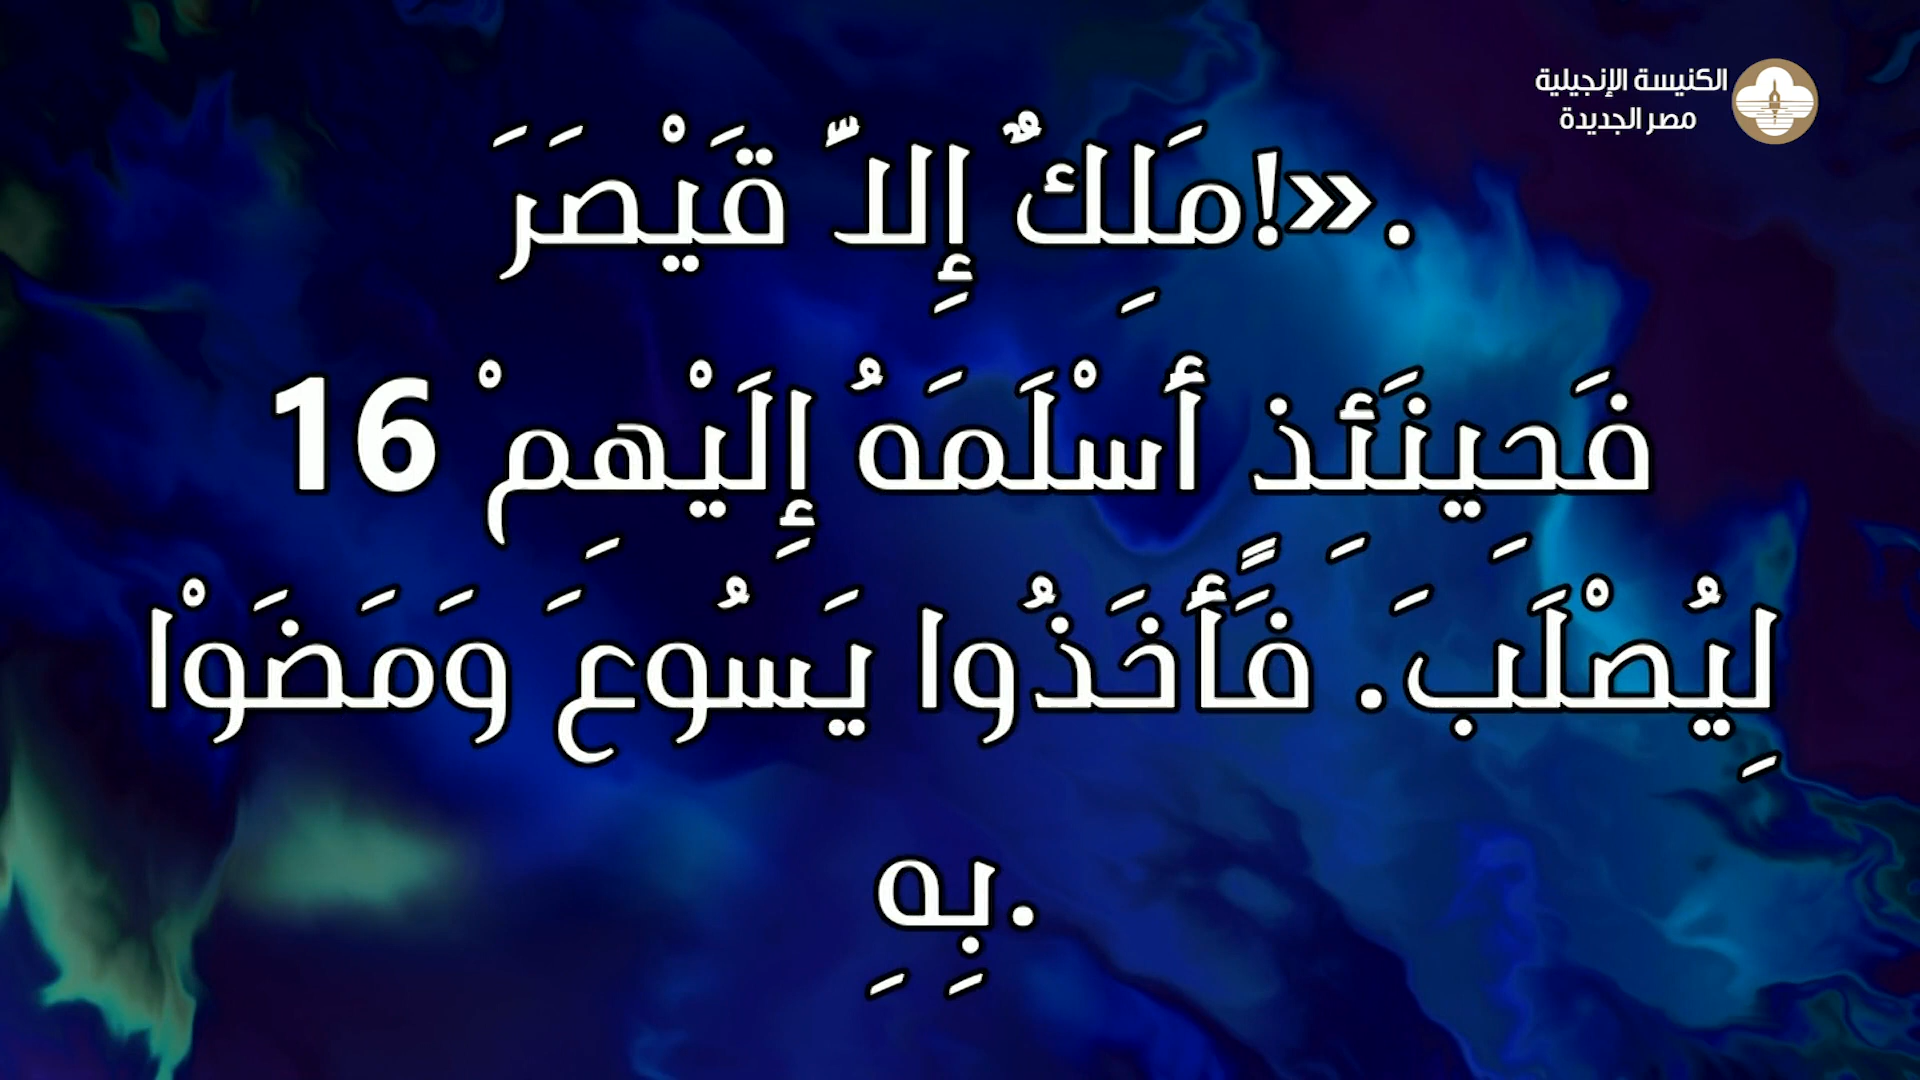 الكنيسة الإنجيلية
مصر الجديدة
مَلِكٌ إِلاَّ قَيْصَرَ!».
16 فَحِينَئِذٍ أَسْلَمَهُ إِلَيْهِمْ
لِيُصْلَبَ. فَأَخَذُوا يَسُوعَ وَمَضَوْا
بِهِ.